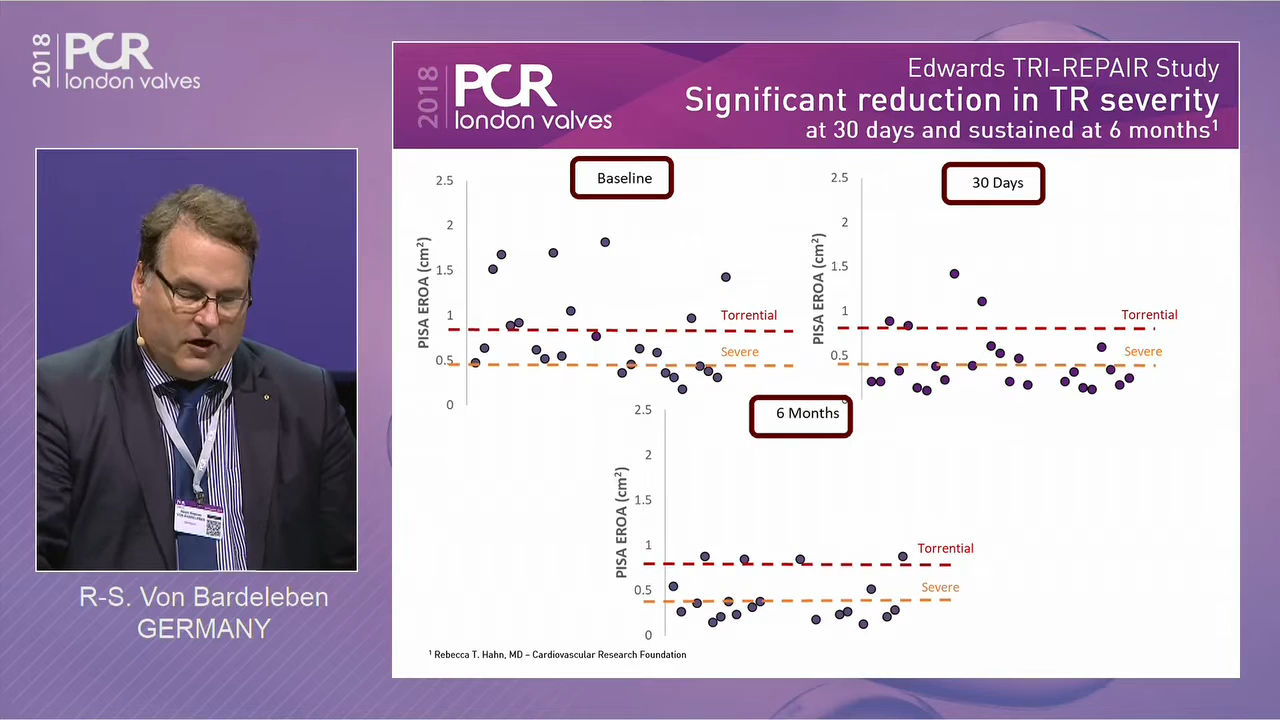 2018 PCR
london valves
2018 PCR
london valves
Edwards TRI-REPAIR Study
Significant reduction in TR severity
at 30 days and sustained at 6 months¹
Baseline
PISA EROA (cm²)
2.5
2
1.5
1
0.5
0
Torrential
Severe
30 Days
PISA EROA (cm²)
2.5
2
1.5
1
0.5
Torrential
Severe
6 Months
PISA EROA (cm²)
2.5
2
1.5
1
0.5
0
Torrential
Severe
¹ Rebecca T. Hahn, MD – Cardiovascular Research Foundation
R-S. Von Bardeleben
GERMANY